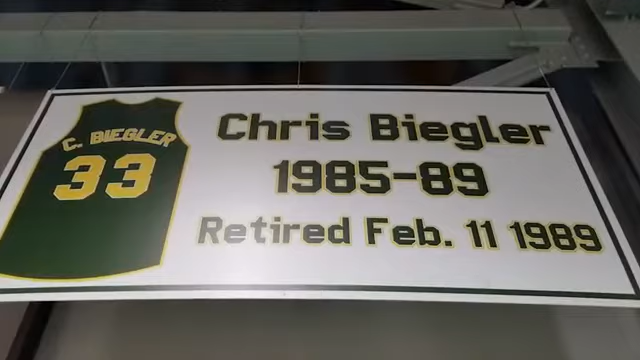 C. BIEGLER
33
Chris Biegler
1985-89
Retired Feb. 11 1989